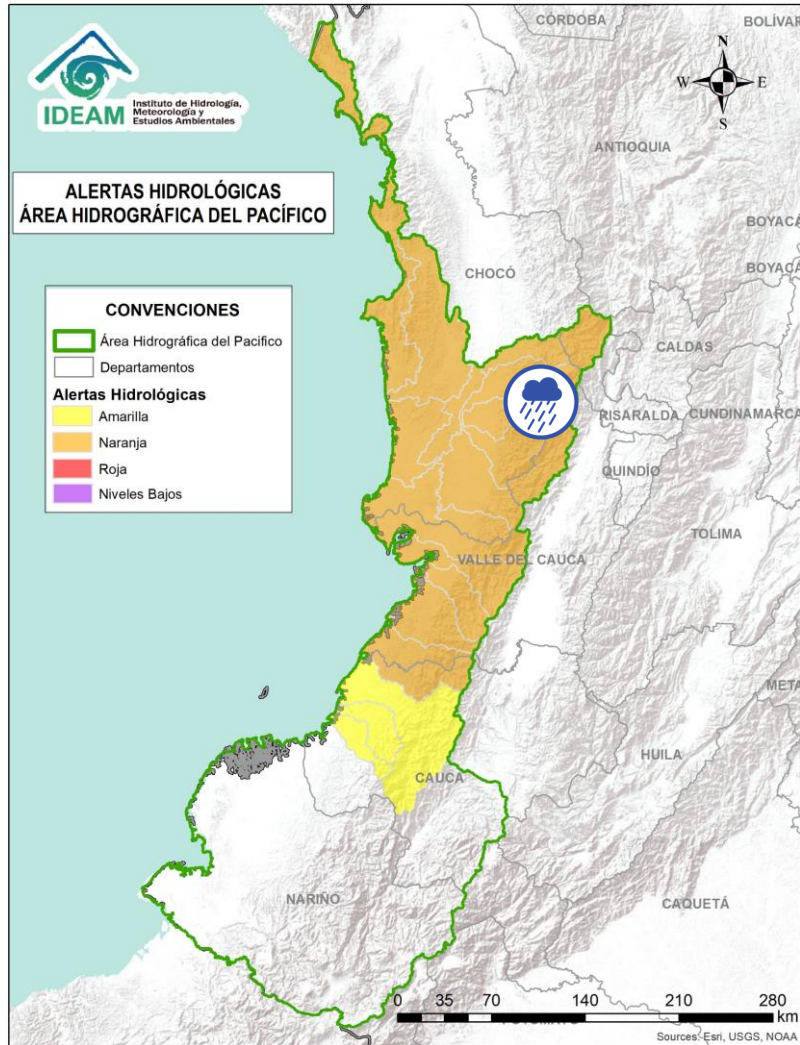 IDEAM
Instituto de Hidrología,
Meteorología y
Estudios Ambientales
ALERTAS HIDROLÓGICAS
ÁREA HIDROGRÁFICA DEL PACÍFICO
CONVENCIONES
Área Hidrográfica del Pacifico
Departamentos
Alertas Hidrológicas
Amarilla
Naranja
Roja
Niveles Bajos
N
W
E
S
CÓRDOBA
BOLÍVAR
ANTIOQUIA
BOYACÁ
CHOCÓ
BOYACÁ
CALDAS
RISARALDA
CUNDINAMARCA
QUINDÍO
TOLIMA
VALLE DEL CAUCA
META
HUILA
CAUCA
NARIÑO
CAQUETÁ
0 35 70 140 210 280
km
Sources: Esri, USGS, NOAA